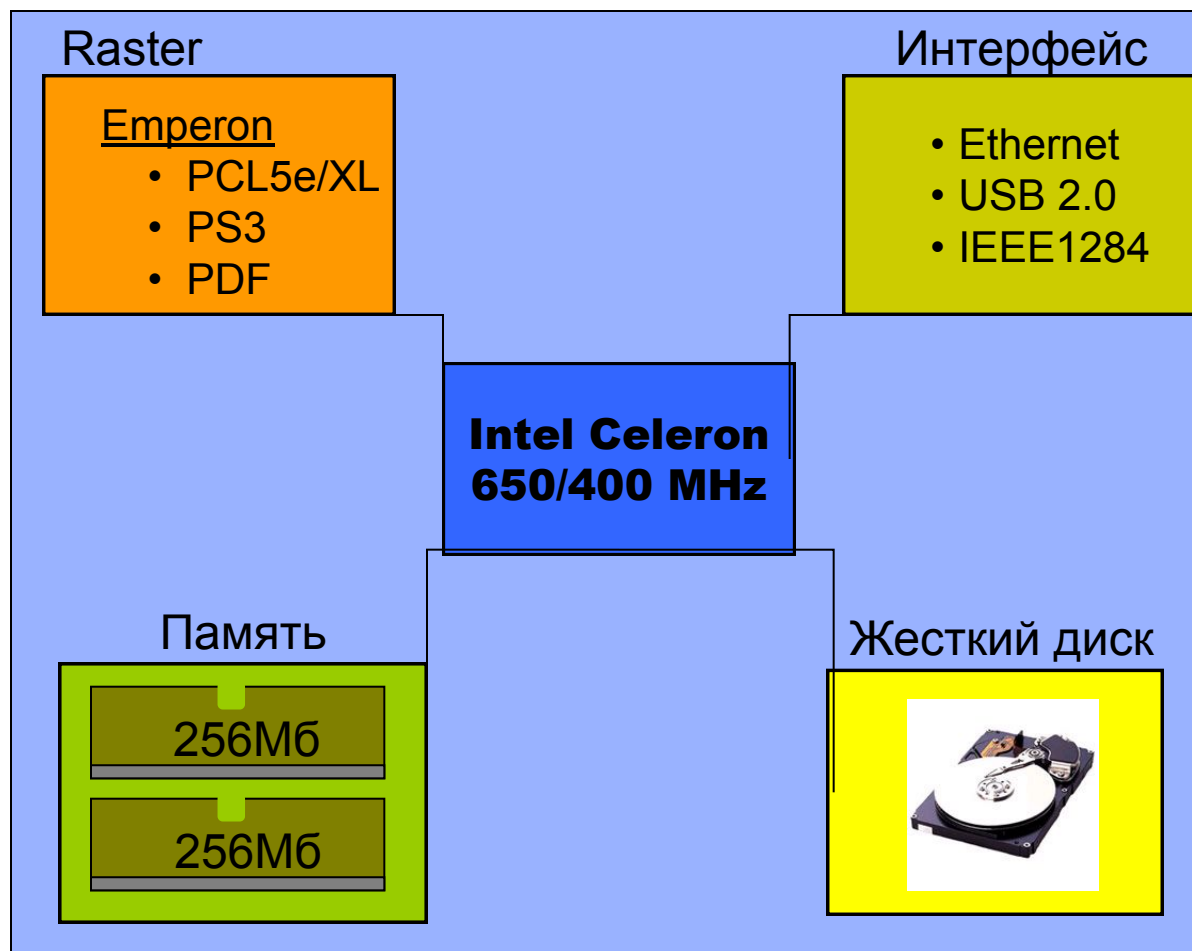 Raster
Emperon
• PCL5e/XL
• PS3
• PDF
Интерфейс
• Ethernet
• USB 2.0
• IEEE1284
Intel Celeron
650/400 MHz
Память
256Мб
256Мб
Жесткий диск